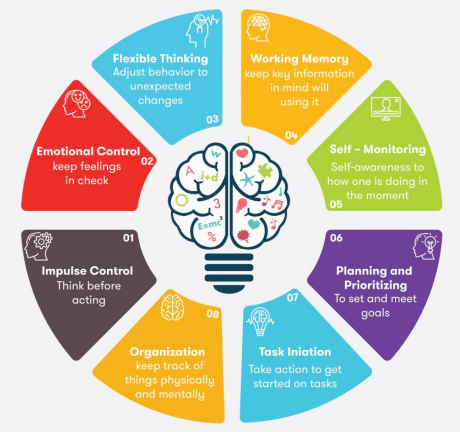 01
Impulse Control
Think before
acting
Emotional Control
02
keep feelings
in check
Flexible Thinking
Adjust behavior to
unexpected
changes
03
Working Memory
keep key information
in mind will
using it
04
Self - Monitoring
Self-awareness to
how one is doing in
the moment
05
06
Planning and
Prioritizing
To set and meet
goals
07
Task Iniation
Take action to get
started on tasks
08
Organization
keep track of
things physically
and mentally
W
A
i+d
3
E=mc²
%